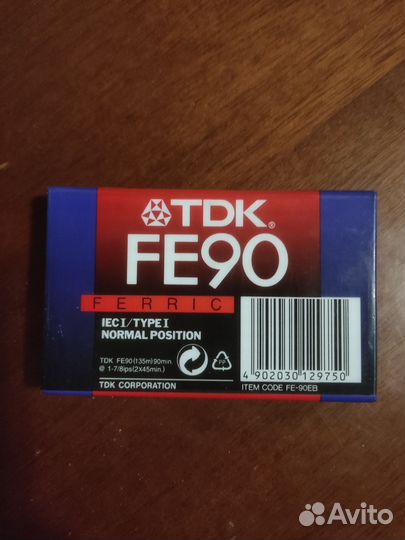 TDK®
FE90
FERRIC
IEC I / TYPE I
NORMAL POSITION
TDK FE90 (135m) 90min.
@ 1-7/8ips (2X45min.)
PP
TDK CORPORATION
4 902030 129750
ITEM CODE FE-90EB
Avito